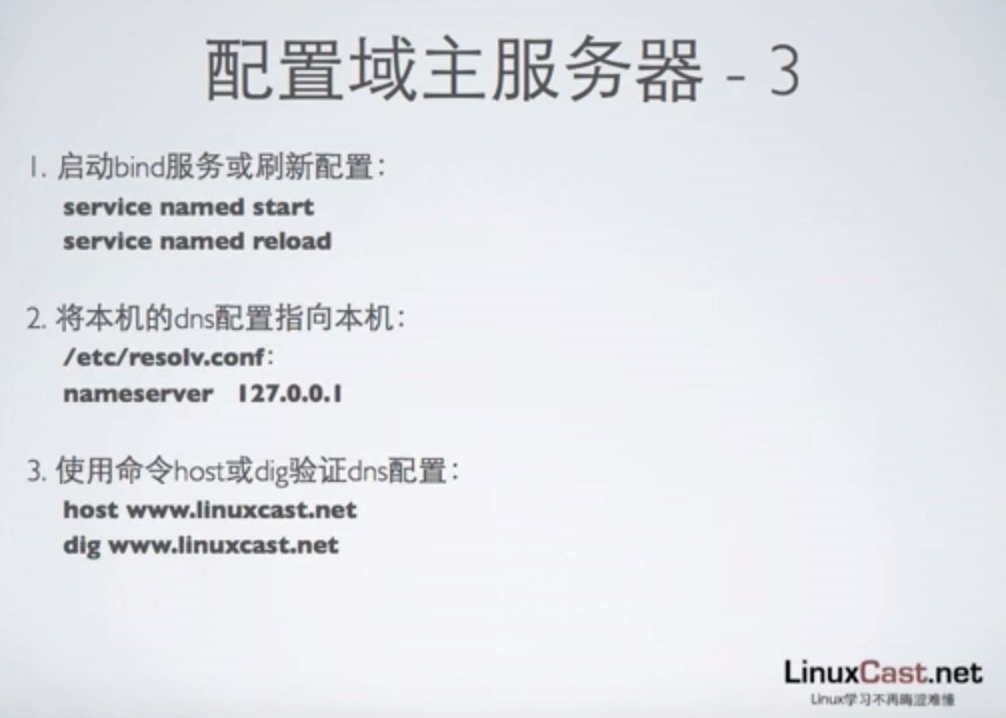 配置域主服务器 - 3
1. 启动bind服务或刷新配置：
service named start
service named reload
2. 将本机的dns配置指向本机：
/etc/resolv.conf：
nameserver 127.0.0.1
3. 使用命令host或dig验证dns配置：
host www.linuxcast.net
dig www.linuxcast.net
LinuxCast.net
Linux学习不再晦涩难懂